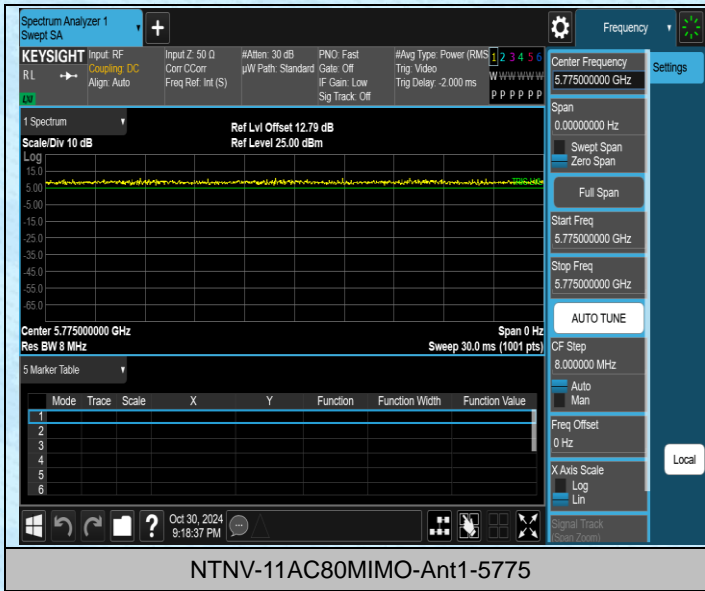 Spectrum Analyzer 1
Swept SA
Frequency
KEYSIGHT
RL
LXI
Input: RF
Coupling: DC
Align: Auto
Input Z: 50 Ω
Corr CCorr
Freq Ref: Int (S)
#Atten: 30 dB
µW Path: Standard
PNO: Fast
Gate: Off
IF Gain: Low
Sig Track: Off
#Avg Type: Power (RMS
Trig: Video
Trig Delay: -2.000 ms
1 2 3 4 5 6
W W W W W W
P P P P P P
Center Frequency
5.775000000 GHz
Settings
Span
0.00000000 Hz
Swept Span
Zero Span
Full Span
Start Freq
5.775000000 GHz
Stop Freq
5.775000000 GHz
AUTO TUNE
CF Step
8.000000 MHz
Auto
Man
Freq Offset
0 Hz
X Axis Scale
Log
Lin
Signal Track
(Span Zoom)
Local
1 Spectrum
Scale/Div 10 dB
Ref Lvl Offset 12.79 dB
Ref Level 25.00 dBm
Log
15.0
5.00
-5.00
-15.0
-25.0
-35.0
-45.0
-55.0
-65.0
Center 5.775000000 GHz
Res BW 8 MHz
Span 0 Hz
Sweep 30.0 ms (1001 pts)
5 Marker Table
Mode Trace Scale X Y Function Function Width Function Value
1
2
3
4
5
6
Oct 30, 2024
9:18:37 PM
NTNV-11AC80MIMO-Ant1-5775